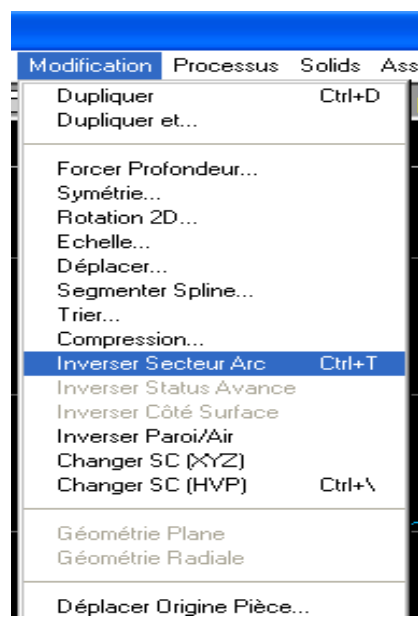 Modification Processus Solids Ass
Dupliquer Ctrl+D
Dupliquer et...
Forcer Profondeur...
Symétrie...
Rotation 2D...
Echelle...
Déplacer...
Segmenter Spline...
Trier...
Compression...
Inverser Secteur Arc Ctrl+T
Inverser Status Avance
Inverser Côté Surface
Inverser Paroi/Air
Changer SC (XYZ)
Changer SC (HVP) Ctrl+\
Géométrie Plane
Géométrie Radiale
Déplacer Origine Pièce...